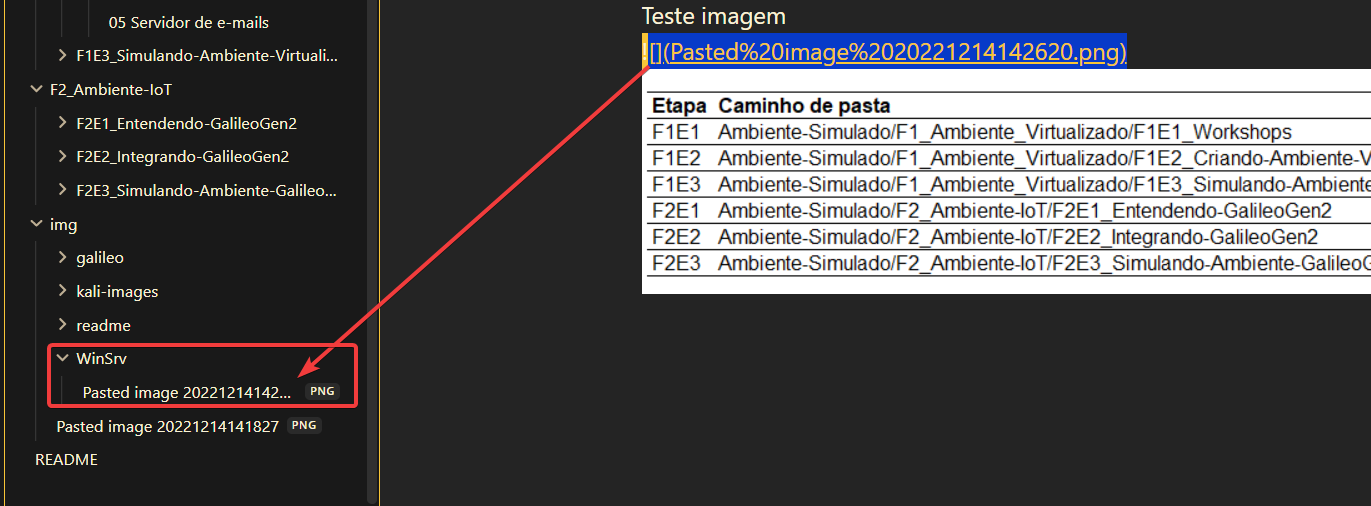 05 Servidor de e-mails
F1E3_Simulando-Ambiente-Virtuali...
F2_Ambiente-IoT
F2E1_Entendendo-GalileoGen2
F2E2_Integrando-GalileoGen2
F2E3_Simulando-Ambiente-Galileo...
img
galileo
kali-images
readme
WinSrv
Pasted image 20221214142... PNG
Pasted image 20221214141827 PNG
README
Teste imagem
![](Pasted%20image%2020221214142620.png)
Etapa Caminho de pasta
F1E1 Ambiente-Simulado/F1_Ambiente_Virtualizado/F1E1_Workshops
F1E2 Ambiente-Simulado/F1_Ambiente_Virtualizado/F1E2_Criando-Ambiente-V
F1E3 Ambiente-Simulado/F1_Ambiente_Virtualizado/F1E3_Simulando-Ambiente
F2E1 Ambiente-Simulado/F2_Ambiente-IoT/F2E1_Entendendo-GalileoGen2
F2E2 Ambiente-Simulado/F2_Ambiente-IoT/F2E2_Integrando-GalileoGen2
F2E3 Ambiente-Simulado/F2_Ambiente-IoT/F2E3_Simulando-Ambiente-GalileoG